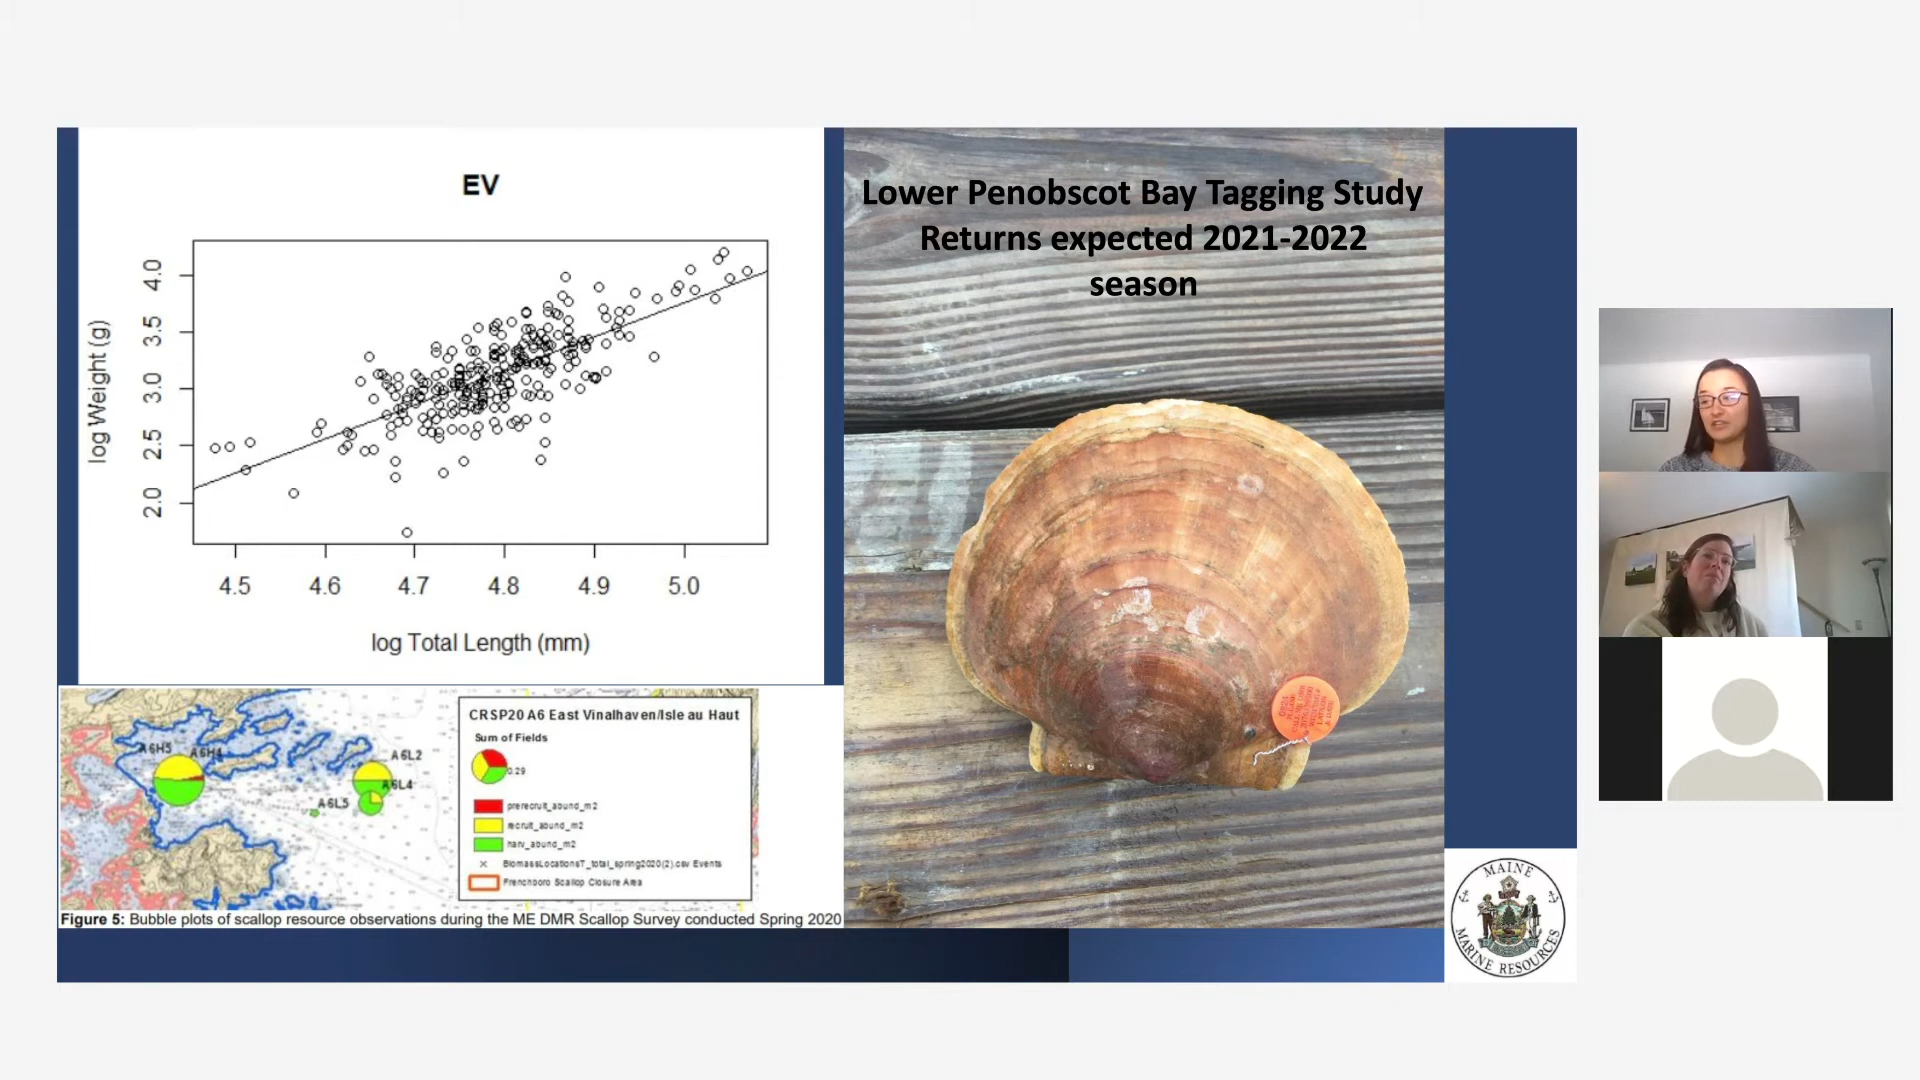 EV
log Weight (g)
4.0
3.5
3.0
2.5
2.0
4.5 4.6 4.7 4.8 4.9 5.0
log Total Length (mm)
Lower Penobscot Bay Tagging Study
Returns expected 2021-2022
season
A6H5 A6H4
A6L2
A6L4
A6L5
CRSP20 A6 East Vinalhaven/Isle au Haut
Sum of Fields
0.29
prerecruit_abund_m2
recruit_abund_m2
harv_abund_m2
BiomassLocationsT_total_spring2020(2).csv Events
Frenchboro Scallop Closure Area
Figure 5: Bubble plots of scallop resource observations during the ME DMR Scallop Survey conducted Spring 2020
MAINE
MARINE RESOURCES